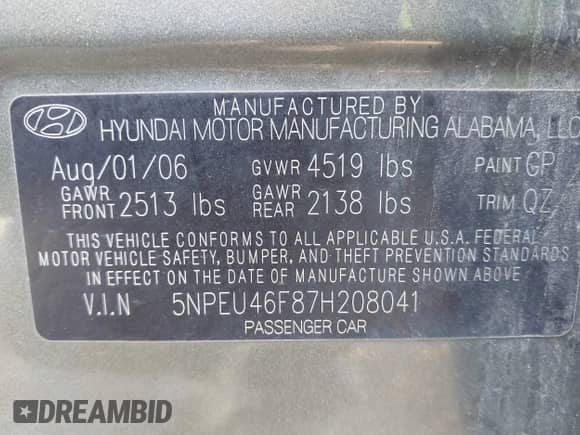 MANUFACTURED BY
HYUNDAI MOTOR MANUFACTURING ALABAMA, LLC
Aug/01/06 GVWR 4519 lbs PAINT GP
GAWR FRONT 2513 lbs GAWR REAR 2138 lbs TRIM QZ
THIS VEHICLE CONFORMS TO ALL APPLICABLE U.S.A. FEDERAL
MOTOR VEHICLE SAFETY, BUMPER, AND THEFT PREVENTION STANDARDS
IN EFFECT ON THE DATE OF MANUFACTURE SHOWN ABOVE
V.I.N 5NPEU46F87H208041
PASSENGER CAR
DREAMBID